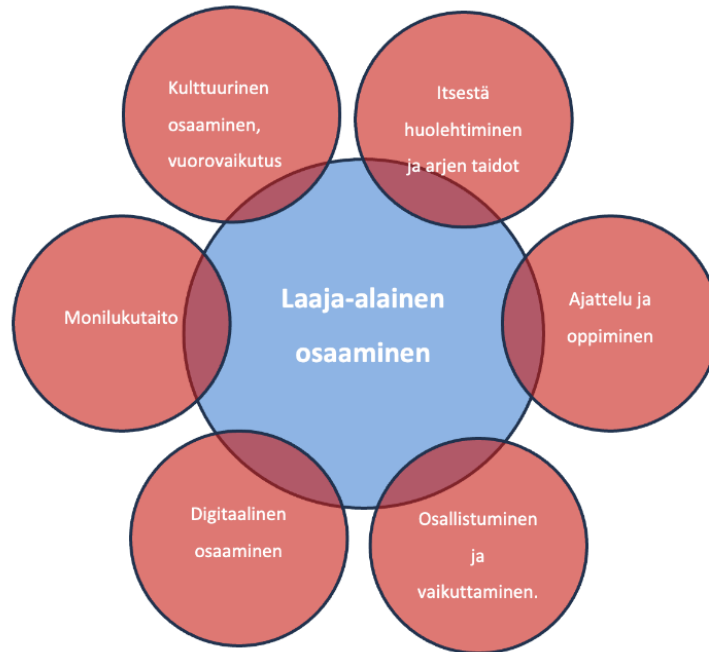 Kulttuurinen
osaaminen,
vuorovaikutus
Itsestä
huolehtiminen
ja arjen taidot
Monilukutaito
Laaja-alainen
osaaminen
Ajattelu ja
oppiminen
Digitaalinen
osaaminen
Osallistuminen
ja
vaikuttaminen.